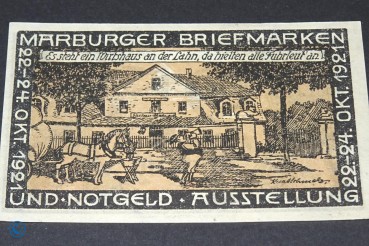 MARBURGER BRIEFMARKEN
Es steht ein Wirtshaus an der Lahn, da hielten alle Fuhrleut an!
22-24. OKT. 1921
22-24. OKT. 1921
UND·NOTGELD·AUSSTELLUNG